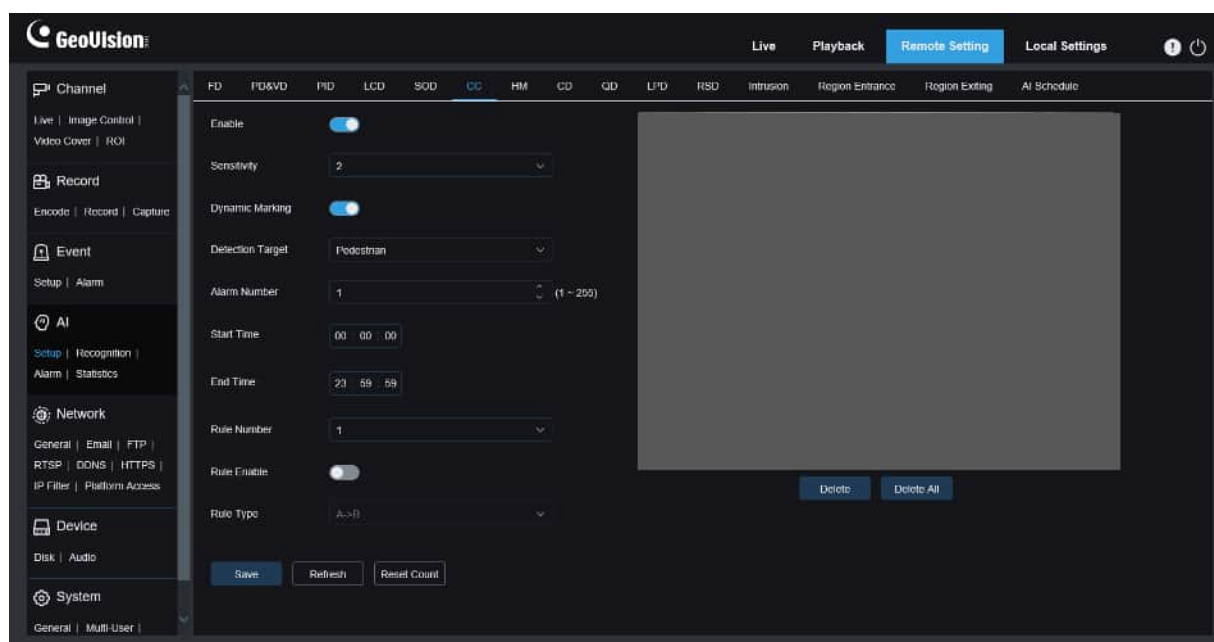 GeoVision
Live Playback Remote Setting Local Settings
Channel
Live | Image Control |
Video Cover | ROI
Record
Encode | Record | Capture
Event
Setup | Alarm
AI
Setup | Recognition |
Alarm | Statistics
Network
General | Email | FTP |
RTSP | DDNS | HTTPS |
IP Filter | Platform Access
Device
Disk | Audio
System
General | Multi-User |
FD PD&VD PID LCD SOD CC HM CD QD LPD RSD Intrusion Region Entrance Region Exiting AI Schedule
Enable
Sensitivity 2
Dynamic Marking
Detection Target Pedestrian
Alarm Number 1 (1 ~ 255)
Start Time 00 : 00 : 00
End Time 23 : 59 : 59
Rule Number 1
Rule Enable
Rule Type A->B
Save Refresh Reset Count
Delete Delete All